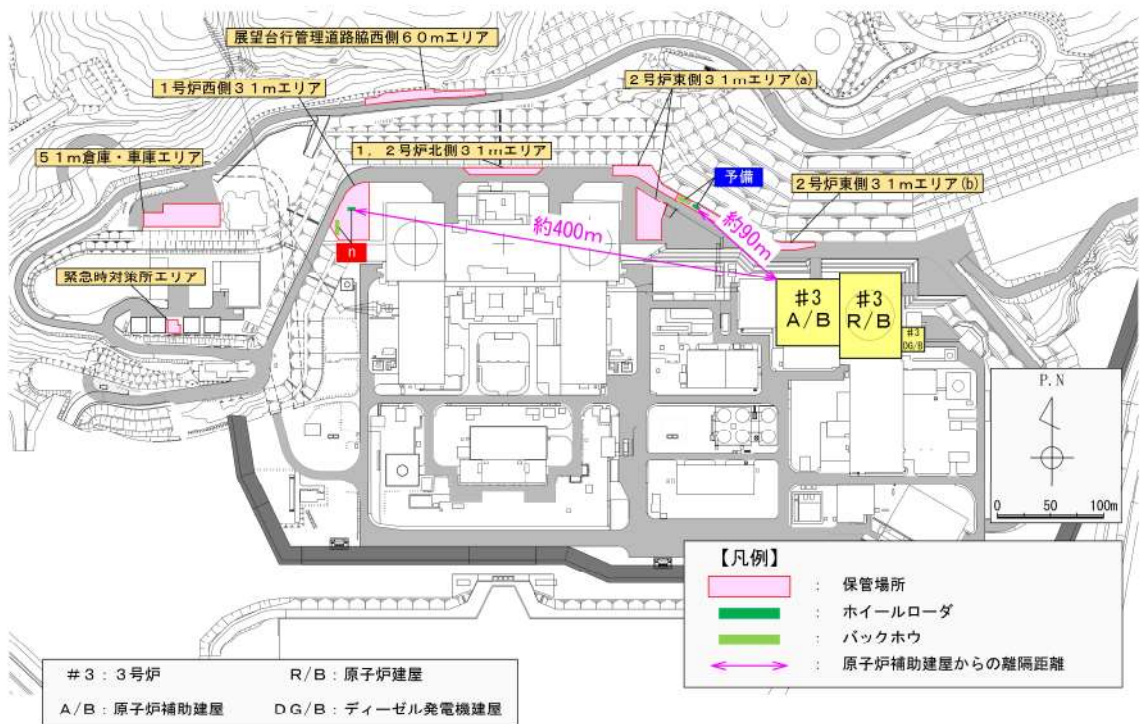 展望台行管理道路脇西側６０ｍエリア
１号炉西側３１ｍエリア
２号炉東側３１ｍエリア(a)
５１ｍ倉庫・車庫エリア
１，２号炉北側３１ｍエリア
予備
２号炉東側３１ｍエリア(b)
約400m
約90m
n
緊急時対策所エリア
#3
A/B
#3
R/B
#3
DG/B
P.N
0 50 100m
【凡例】
： 保管場所
： ホイールローダ
： バックホウ
： 原子炉補助建屋からの離隔距離
#3：3号炉 R/B：原子炉建屋
A/B：原子炉補助建屋 DG/B：ディーゼル発電機建屋